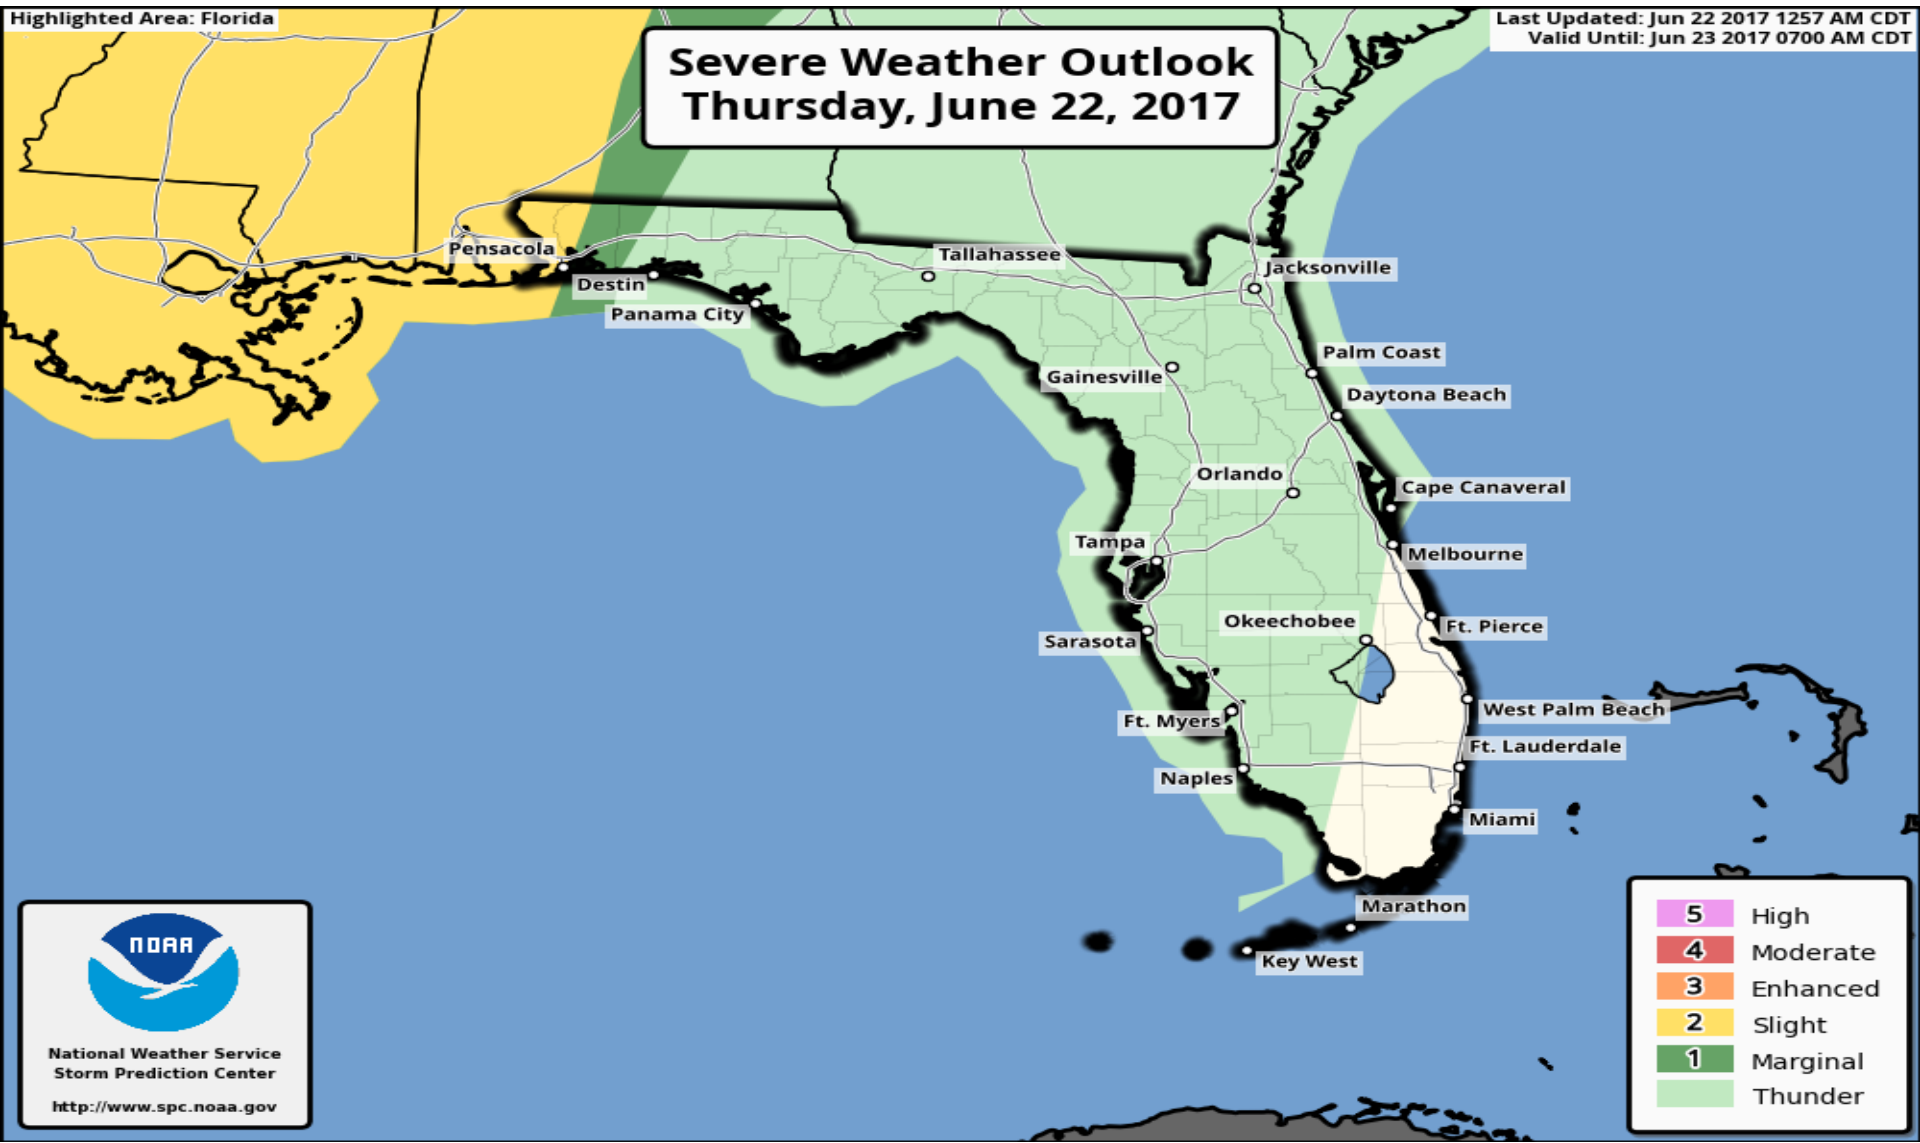 Highlighted Area: Florida
Last Updated: Jun 22 2017 1257 AM CDT
Valid Until: Jun 23 2017 0700 AM CDT
Severe Weather Outlook
Thursday, June 22, 2017
Pensacola
Tallahassee
Jacksonville
Destin
Panama City
Palm Coast
Gainesville
Daytona Beach
Orlando
Cape Canaveral
Tampa
Melbourne
Okeechobee
Ft. Pierce
Sarasota
West Palm Beach
Ft. Myers
Ft. Lauderdale
Naples
Miami
Marathon
Key West
NOAA
National Weather Service
Storm Prediction Center
http://www.spc.noaa.gov
5 High
4 Moderate
3 Enhanced
2 Slight
1 Marginal
Thunder